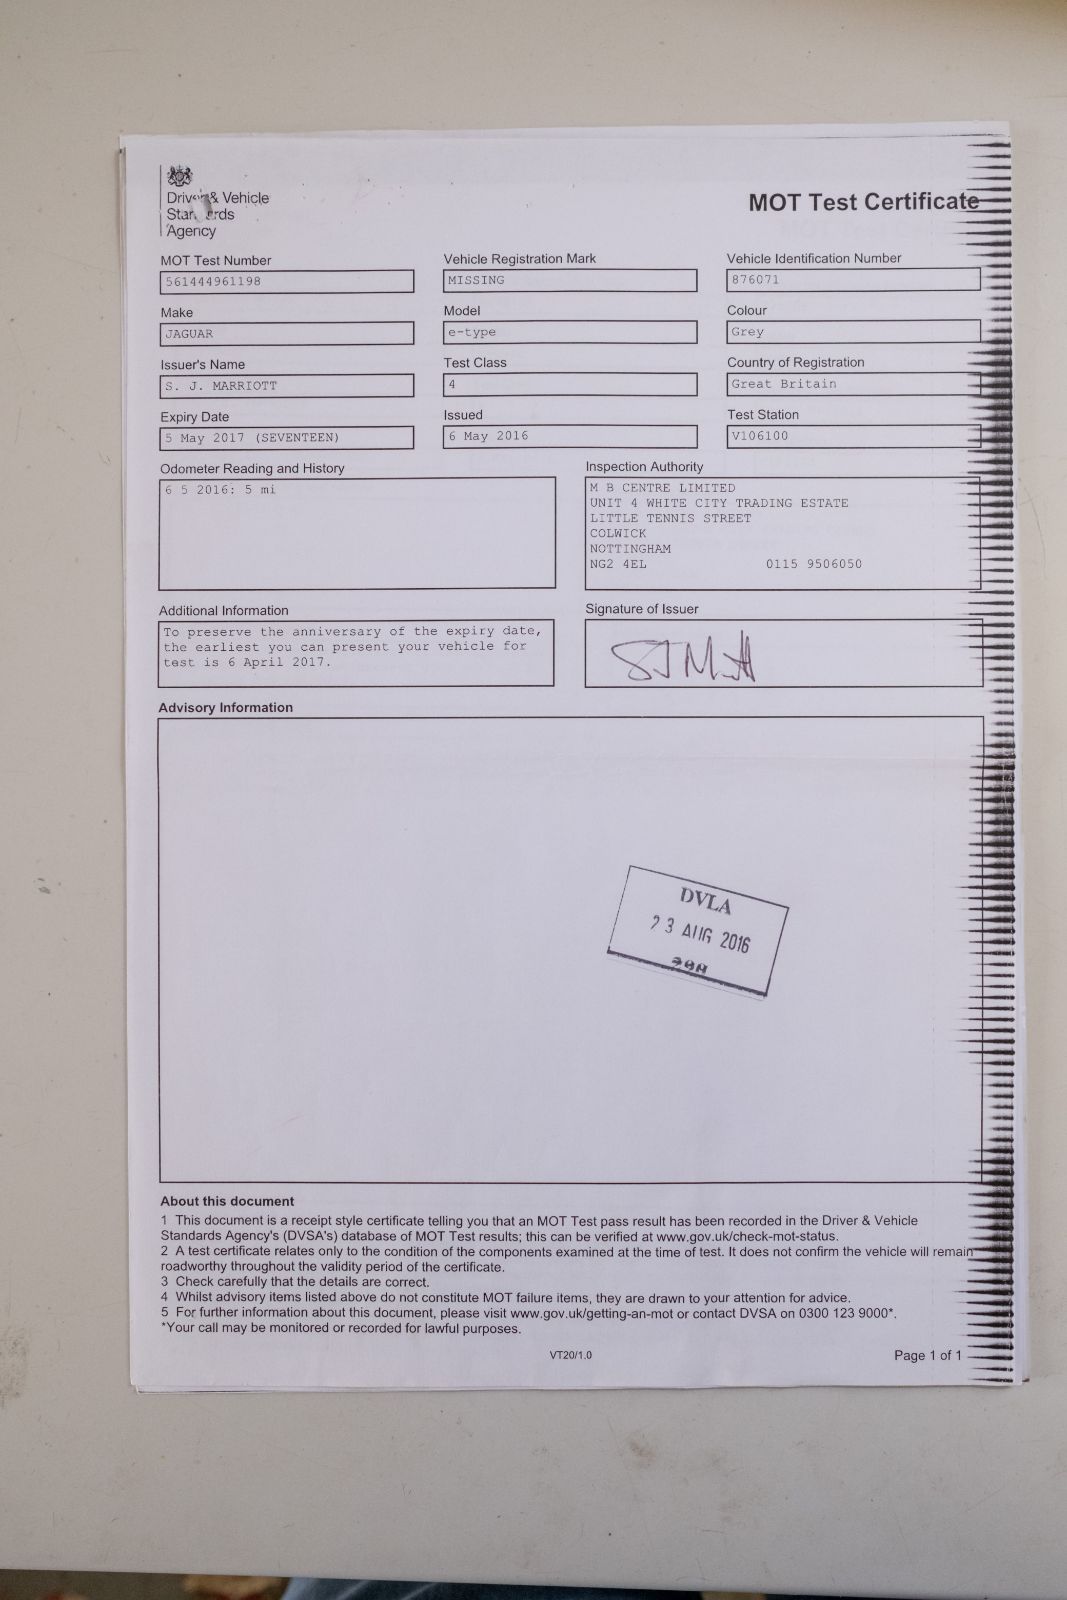 Driver & Vehicle
Standards
Agency
MOT Test Certificate
MOT Test Number
561444961198
Vehicle Registration Mark
MISSING
Vehicle Identification Number
876071
Make
JAGUAR
Model
e-type
Colour
Grey
Issuer's Name
S. J. MARRIOTT
Test Class
4
Country of Registration
Great Britain
Expiry Date
5 May 2017 (SEVENTEEN)
Issued
6 May 2016
Test Station
V106100
Odometer Reading and History
6 5 2016: 5 mi
Inspection Authority
M B CENTRE LIMITED
UNIT 4 WHITE CITY TRADING ESTATE
LITTLE TENNIS STREET
COLWICK
NOTTINGHAM
NG2 4EL 0115 9506050
Additional Information
To preserve the anniversary of the expiry date,
the earliest you can present your vehicle for
test is 6 April 2017.
Signature of Issuer
Advisory Information
DVLA
23 AUG 2016
About this document
1 This document is a receipt style certificate telling you that an MOT Test pass result has been recorded in the Driver & Vehicle
Standards Agency's (DVSA's) database of MOT Test results; this can be verified at www.gov.uk/check-mot-status.
2 A test certificate relates only to the condition of the components examined at the time of test. It does not confirm the vehicle will remain
roadworthy throughout the validity period of the certificate.
3 Check carefully that the details are correct.
4 Whilst advisory items listed above do not constitute MOT failure items, they are drawn to your attention for advice.
5 For further information about this document, please visit www.gov.uk/getting-an-mot or contact DVSA on 0300 123 9000*.
*Your call may be monitored or recorded for lawful purposes.
VT20/1.0
Page 1 of 1